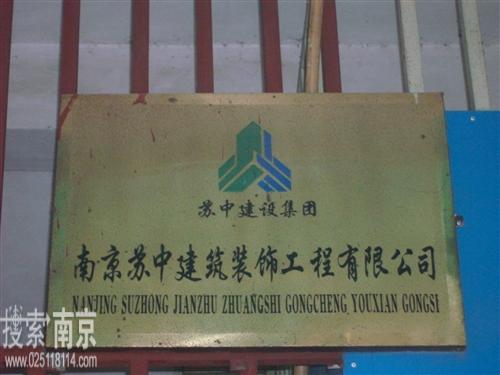 苏中建设集团
南京苏中建筑装饰工程有限公司
NANJING SUZHONG JIANZHU ZHUANGSHI GONGCHENG YOUXIAN GONGSI
搜索南京
www.025118114.com